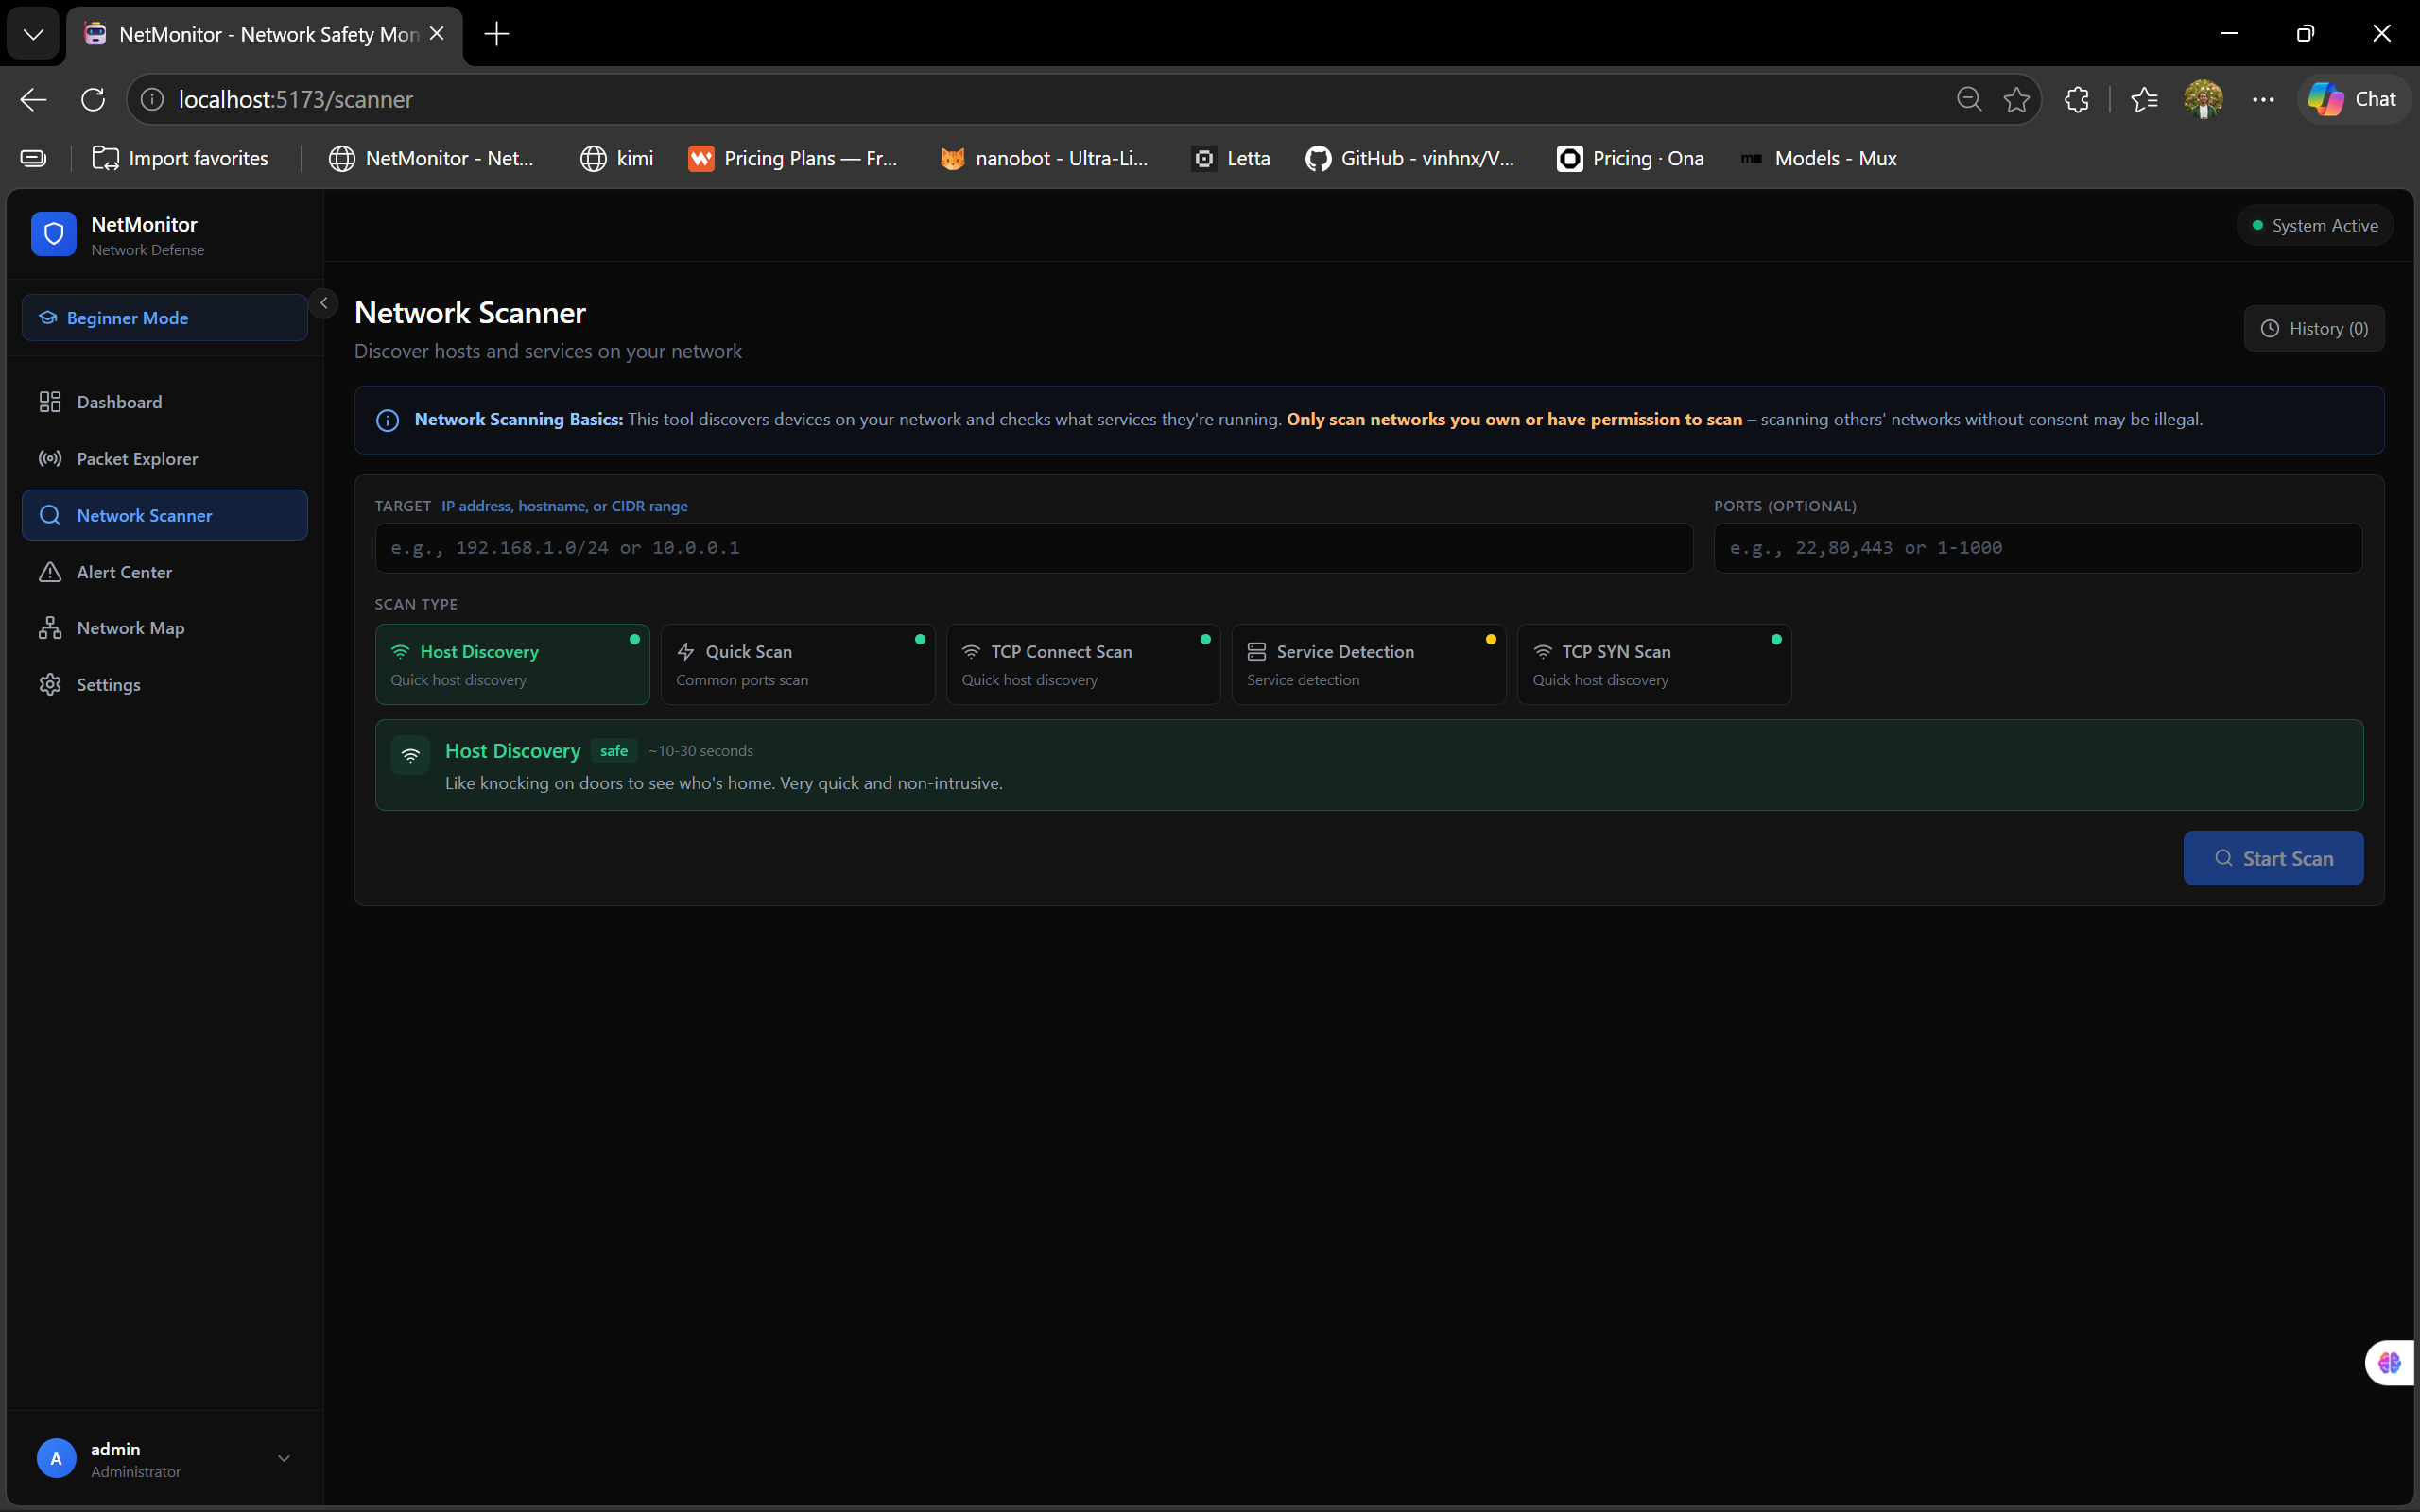 NetMonitor - Network Safety Mon
localhost:5173/scanner
Chat
Import favorites
NetMonitor - Net...
kimi
Pricing Plans — Fr...
nanobot - Ultra-Li...
Letta
GitHub - vinhnx/V...
Pricing · Ona
Models - Mux
NetMonitor
Network Defense
System Active
Beginner Mode
Dashboard
Packet Explorer
Network Scanner
Alert Center
Network Map
Settings
Network Scanner
Discover hosts and services on your network
History (0)
Network Scanning Basics: This tool discovers devices on your network and checks what services they're running. Only scan networks you own or have permission to scan – scanning others' networks without consent may be illegal.
TARGET IP address, hostname, or CIDR range
e.g., 192.168.1.0/24 or 10.0.0.1
PORTS (OPTIONAL)
e.g., 22,80,443 or 1-1000
SCAN TYPE
Host Discovery
Quick host discovery
Quick Scan
Common ports scan
TCP Connect Scan
Quick host discovery
Service Detection
Service detection
TCP SYN Scan
Quick host discovery
Host Discovery safe ~10-30 seconds
Like knocking on doors to see who's home. Very quick and non-intrusive.
Start Scan
A
admin
Administrator